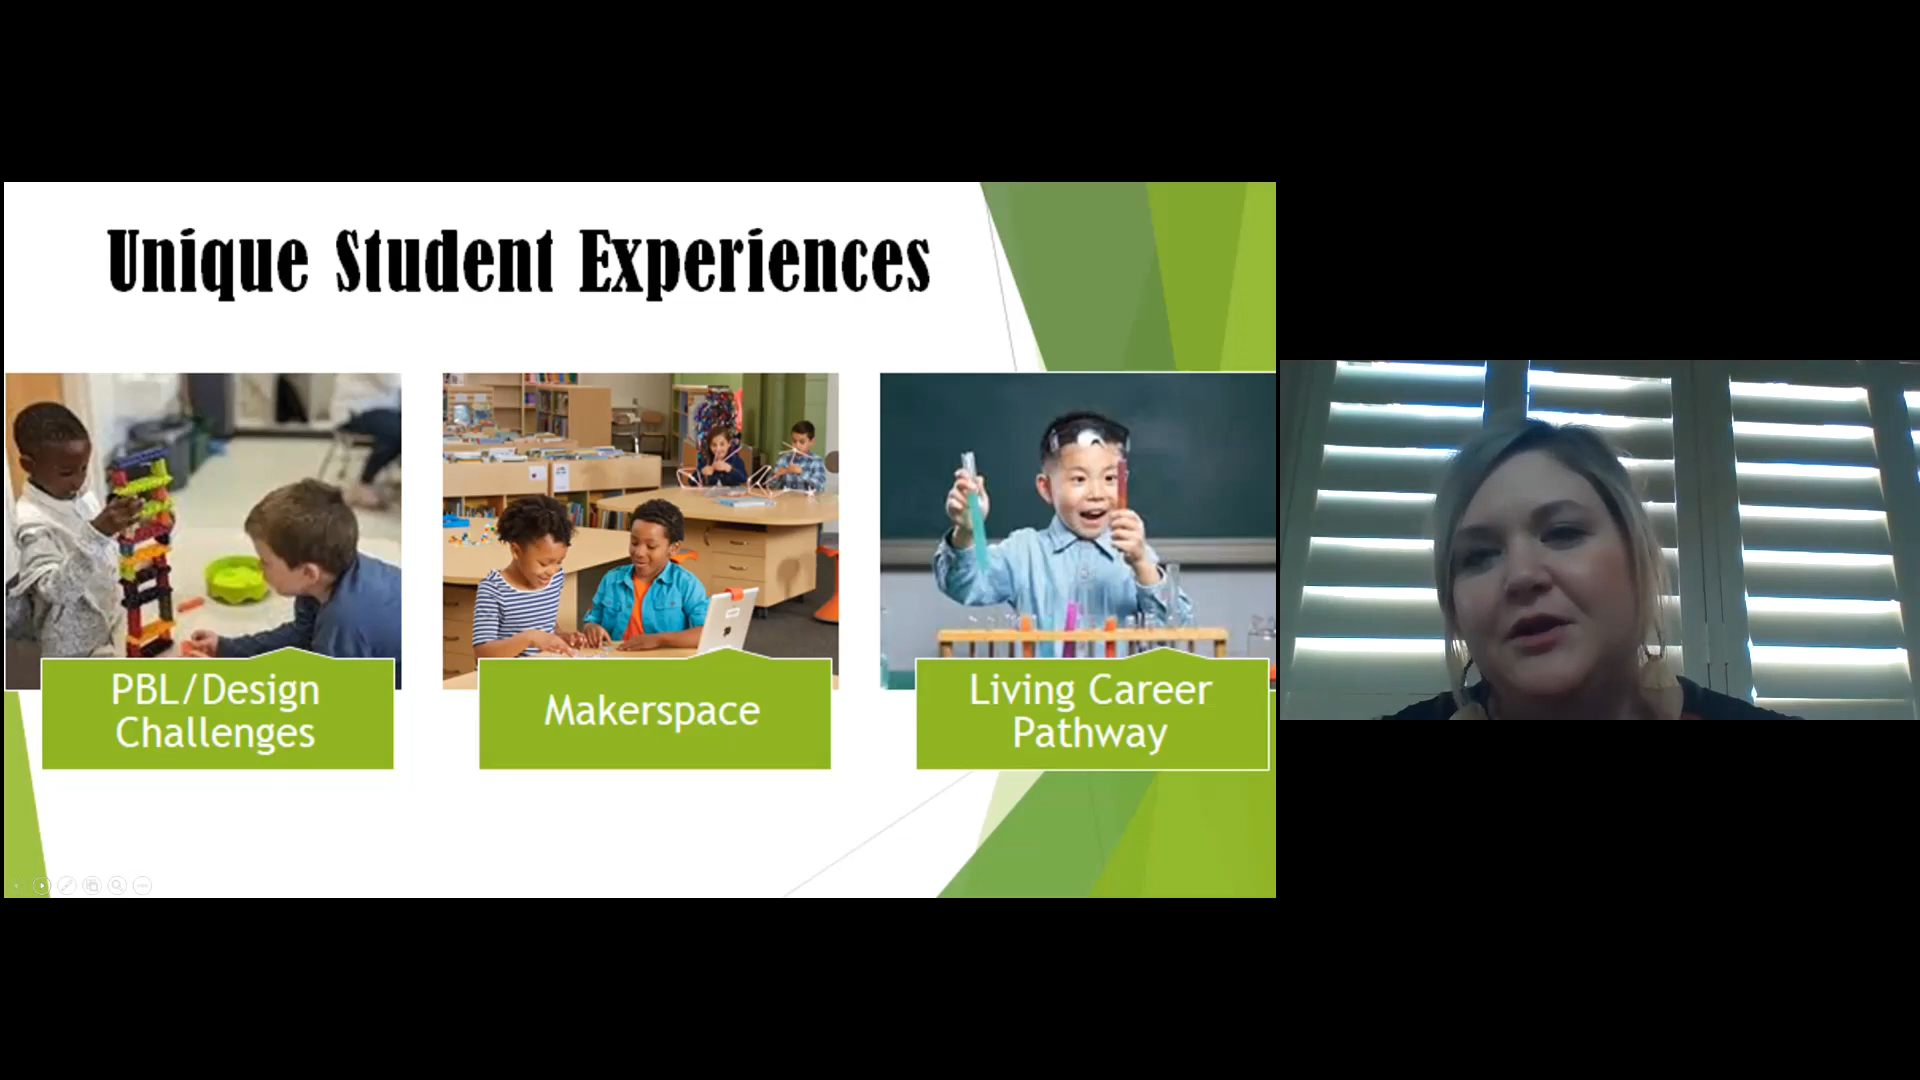 Unique Student Experiences
PBL/Design
Challenges
Makerspace
Living Career
Pathway